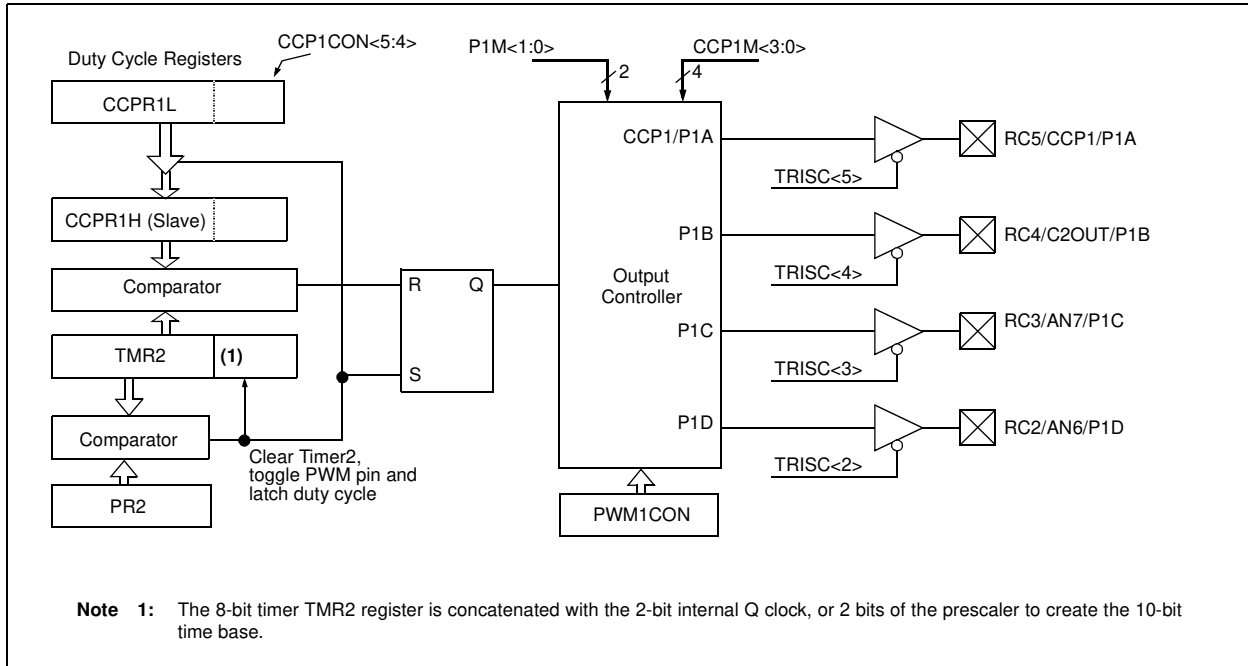 CCP1CON<5:4>
P1M<1:0>
CCP1M<3:0>
Duty Cycle Registers
2
4
CCPR1L
CCP1/P1A
RC5/CCP1/P1A
TRISC<5>
CCPR1H (Slave)
P1B
RC4/C2OUT/P1B
TRISC<4>
Comparator
R
Q
Output
Controller
P1C
RC3/AN7/P1C
TMR2
(1)
S
TRISC<3>
Comparator
P1D
RC2/AN6/P1D
Clear Timer2,
toggle PWM pin and
latch duty cycle
TRISC<2>
PR2
PWM1CON
Note 1: The 8-bit timer TMR2 register is concatenated with the 2-bit internal Q clock, or 2 bits of the prescaler to create the 10-bit
time base.